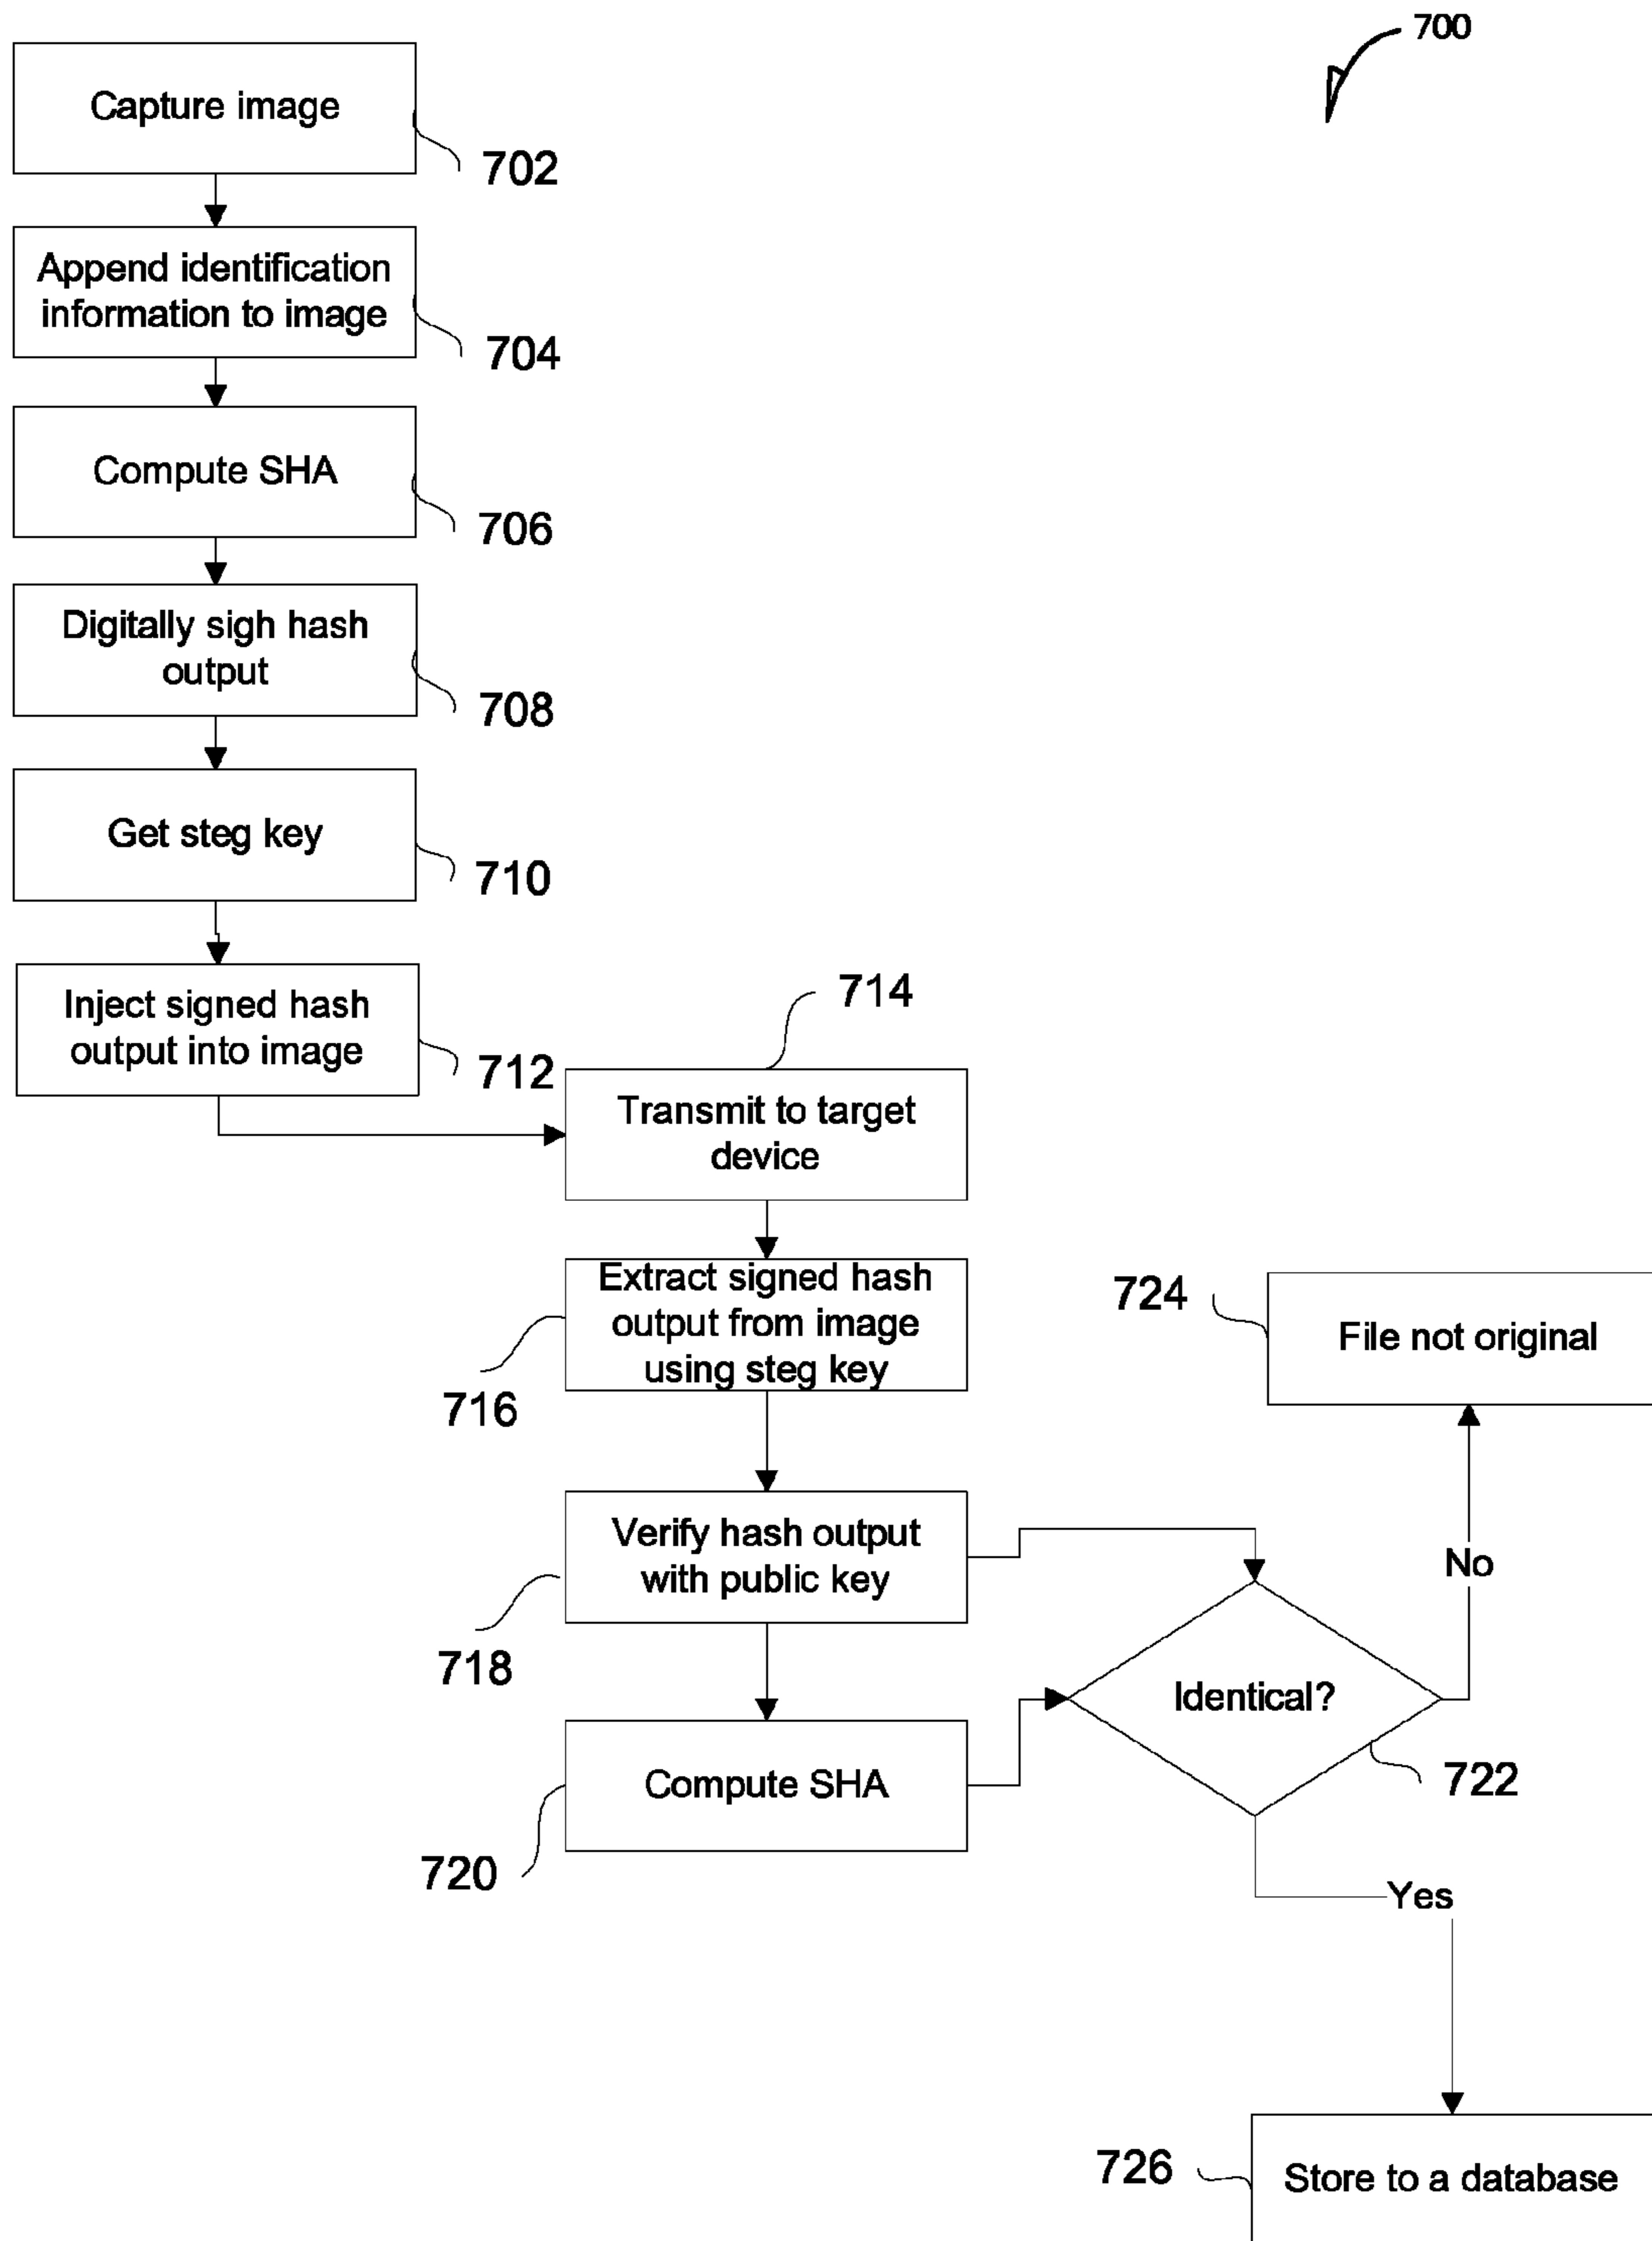 700
Capture image
702
Append identification
information to image
704
Compute SHA
706
Digitally sigh hash
output
708
Get steg key
710
Inject signed hash
output into image
712
714
Transmit to target
device
Extract signed hash
output from image
using steg key
716
724
File not original
Verify hash output
with public key
718
No
Identical?
722
Compute SHA
720
Yes
726
Store to a database